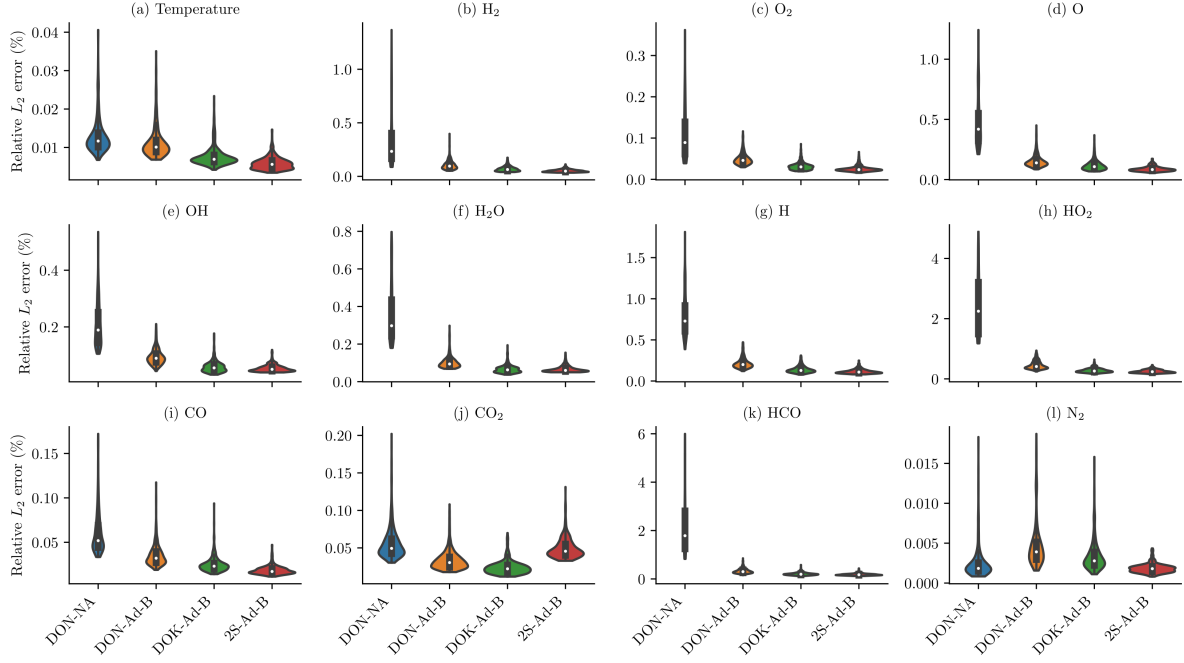 (a) Temperature
(b) H₂
(c) O₂
(d) O
Relative L₂ error (%)
0.04
0.03
0.02
0.01
1.0
0.5
0.0
0.3
0.2
0.1
0.0
1.0
0.5
0.0
(e) OH
(f) H₂O
(g) H
(h) HO₂
Relative L₂ error (%)
0.4
0.2
0.8
0.6
0.4
0.2
0.0
1.5
1.0
0.5
0.0
4
2
0
(i) CO
(j) CO₂
(k) HCO
(l) N₂
Relative L₂ error (%)
0.15
0.10
0.05
0.20
0.15
0.10
0.05
6
4
2
0
0.015
0.010
0.005
0.000
DON-NA
DON-Ad-B
DOK-Ad-B
2S-Ad-B
DON-NA
DON-Ad-B
DOK-Ad-B
2S-Ad-B
DON-NA
DON-Ad-B
DOK-Ad-B
2S-Ad-B
DON-NA
DON-Ad-B
DOK-Ad-B
2S-Ad-B